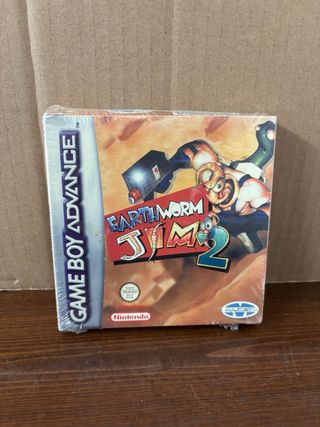 GAME BOY ADVANCE
EARTHWORM
JIM
2
Nintendo